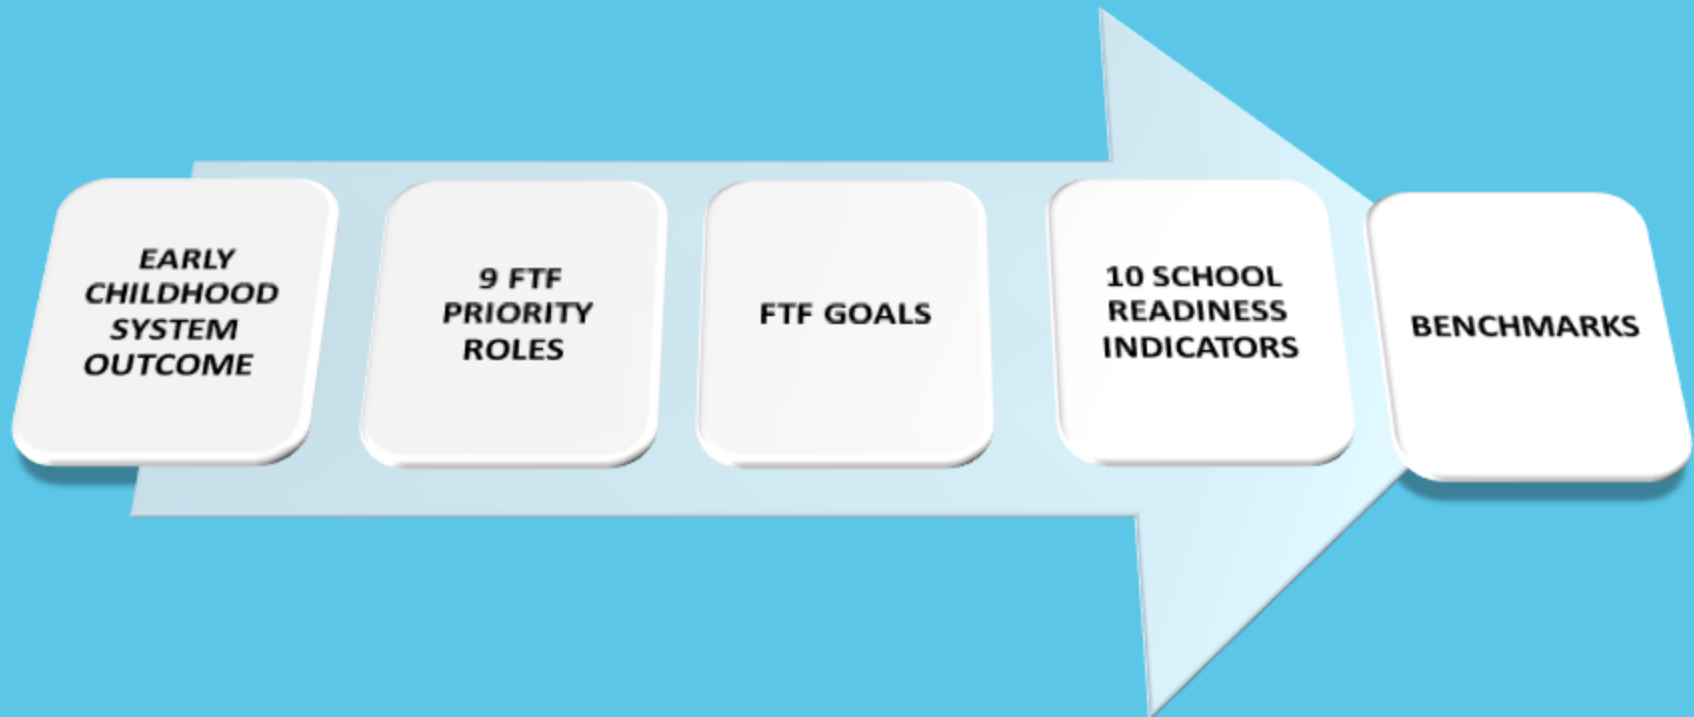 EARLY
CHILDHOOD
SYSTEM
OUTCOME
9 FTF
PRIORITY
ROLES
FTF GOALS
10 SCHOOL
READINESS
INDICATORS
BENCHMARKS